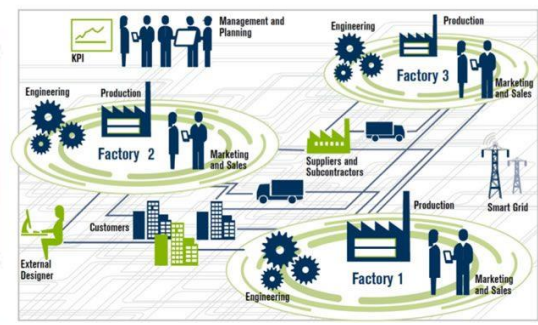 Management and
Planning
KPI
Engineering
Production
Factory 3
Marketing
and Sales
Engineering
Production
Factory 2
Marketing
and Sales
Suppliers and
Subcontractors
Smart Grid
Customers
External
Designer
Production
Factory 1
Engineering
Marketing
and Sales